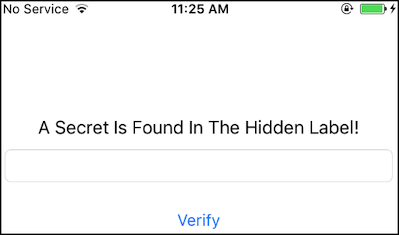 No Service 11:25 AM
A Secret Is Found In The Hidden Label!
Verify